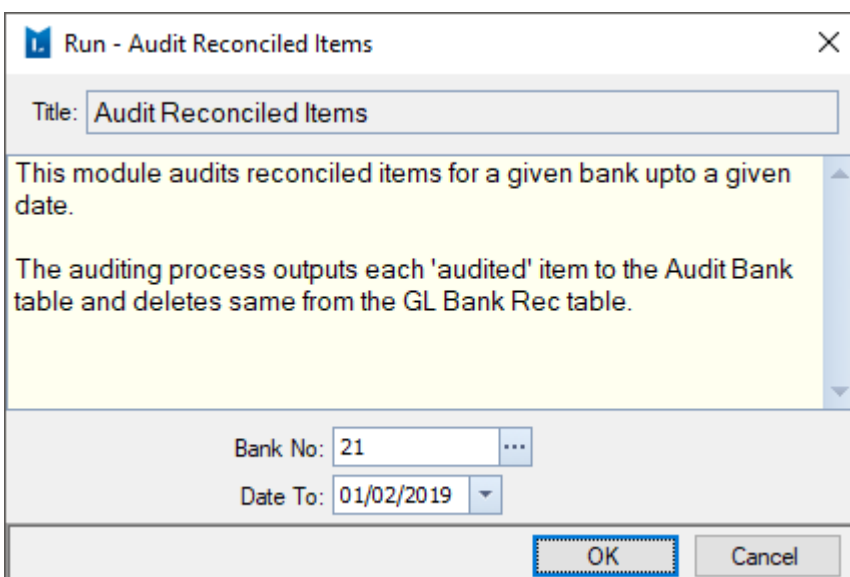 Run - Audit Reconciled Items
Title: Audit Reconciled Items
This module audits reconciled items for a given bank upto a given
date.
The auditing process outputs each 'audited' item to the Audit Bank
table and deletes same from the GL Bank Rec table.
Bank No: 21 ...
Date To: 01/02/2019
OK Cancel